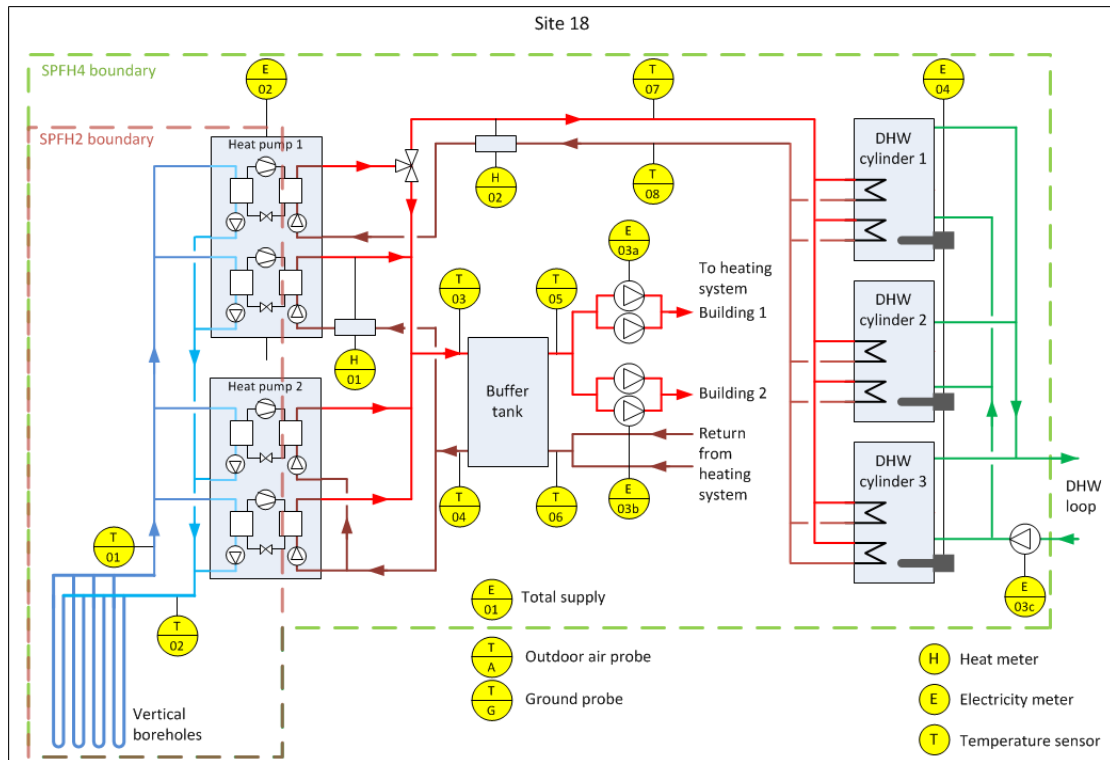 Site 18
SPFH4 boundary
E
02
T
07
E
04
SPFH2 boundary
Heat pump 1
DHW
cylinder 1
H
02
T
08
E
03a
To heating
system
Building 1
T
03
T
05
DHW
cylinder 2
H
01
Heat pump 2
Buffer
tank
Building 2
Return
from
heating
system
DHW
cylinder 3
T
04
T
06
E
03b
DHW
loop
T
01
T
02
E
01
Total supply
E
03c
T
A
Outdoor air probe
T
G
Ground probe
Vertical
boreholes
H
Heat meter
E
Electricity meter
T
Temperature sensor